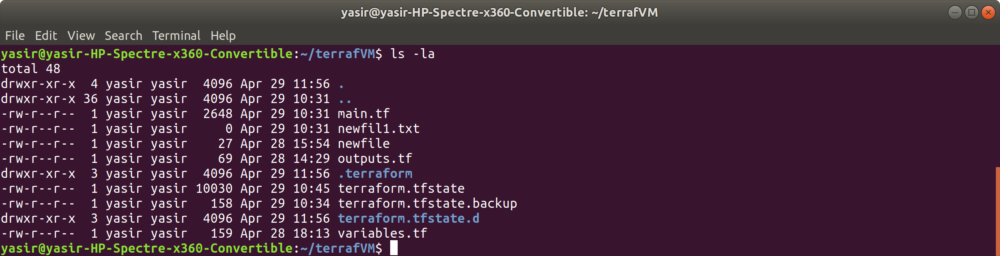 yasir@yasir-HP-Spectre-x360-Convertible: ~/terrafVM
File Edit View Search Terminal Help
yasir@yasir-HP-Spectre-x360-Convertible:~/terrafVM$ ls -la
total 48
drwxr-xr-x  4 yasir yasir  4096 Apr 29 11:56 .
drwxr-xr-x 36 yasir yasir  4096 Apr 29 10:31 ..
-rw-r--r--  1 yasir yasir  2648 Apr 29 10:31 main.tf
-rw-r--r--  1 yasir yasir     0 Apr 29 10:31 newfil1.txt
-rw-r--r--  1 yasir yasir    27 Apr 28 15:54 newfile
-rw-r--r--  1 yasir yasir    69 Apr 28 14:29 outputs.tf
drwxr-xr-x  3 yasir yasir  4096 Apr 29 11:56 .terraform
-rw-r--r--  1 yasir yasir 10030 Apr 29 10:45 terraform.tfstate
-rw-r--r--  1 yasir yasir   158 Apr 29 10:34 terraform.tfstate.backup
drwxr-xr-x  3 yasir yasir  4096 Apr 29 11:56 terraform.tfstate.d
-rw-r--r--  1 yasir yasir   159 Apr 28 18:13 variables.tf
yasir@yasir-HP-Spectre-x360-Convertible:~/terrafVM$